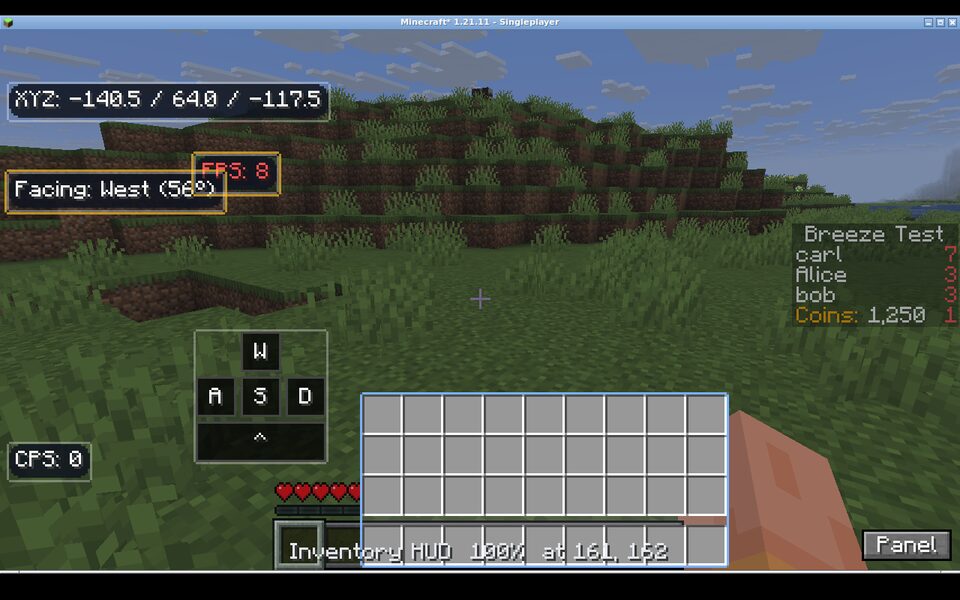 Minecraft* 1.21.11 - Singleplayer
XYZ: -140.5 / 64.0 / -117.5
FPS: 8
Facing: West (56°)
Breeze Test
carl 7
Alice 3
bob 3
Coins: 1,250 1
W
A S D
^
CPS: 0
Inventory HUD 100% at 161, 162
Panel